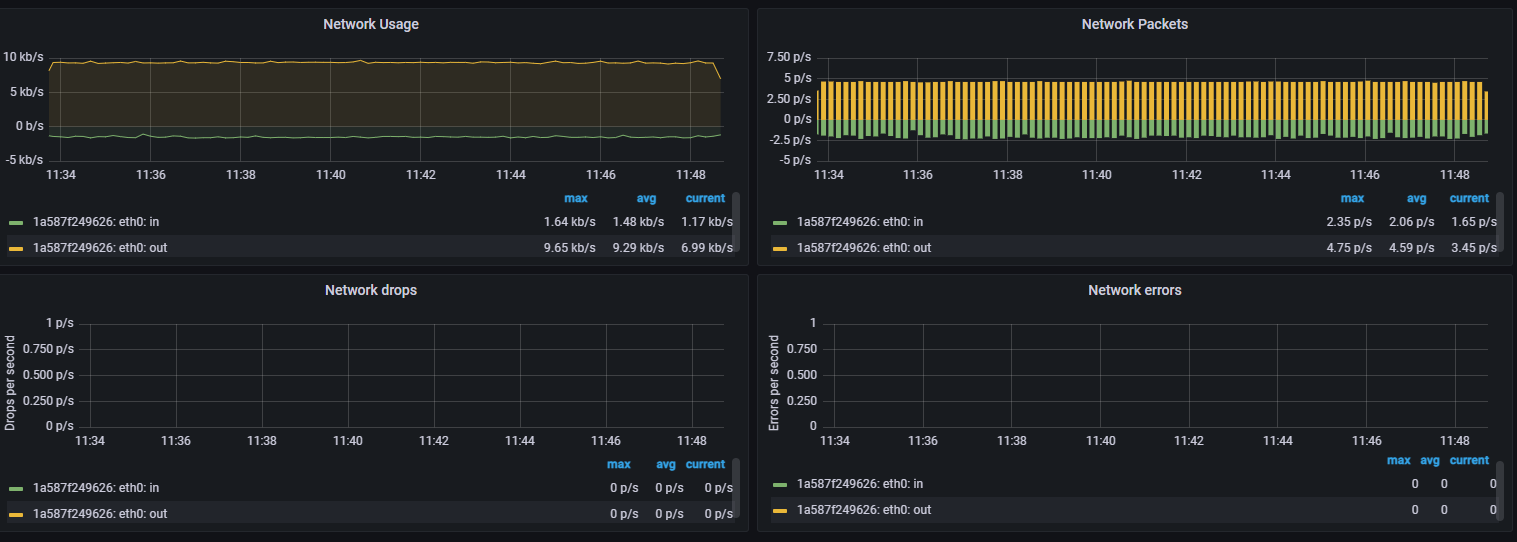 Network Usage
10 kb/s
5 kb/s
0 b/s
-5 kb/s
11:34 11:36 11:38 11:40 11:42 11:44 11:46 11:48
max avg current
1a587f249626: eth0: in 1.64 kb/s 1.48 kb/s 1.17 kb/s
1a587f249626: eth0: out 9.65 kb/s 9.29 kb/s 6.99 kb/s
Network Packets
7.50 p/s
5 p/s
2.50 p/s
0 p/s
-2.5 p/s
-5 p/s
11:34 11:36 11:38 11:40 11:42 11:44 11:46 11:48
max avg current
1a587f249626: eth0: in 2.35 p/s 2.06 p/s 1.65 p/s
1a587f249626: eth0: out 4.75 p/s 4.59 p/s 3.45 p/s
Network drops
Drops per second
1 p/s
0.750 p/s
0.500 p/s
0.250 p/s
0 p/s
11:34 11:36 11:38 11:40 11:42 11:44 11:46 11:48
max avg current
1a587f249626: eth0: in 0 p/s 0 p/s 0 p/s
1a587f249626: eth0: out 0 p/s 0 p/s 0 p/s
Network errors
Errors per second
1
0.750
0.500
0.250
0
11:34 11:36 11:38 11:40 11:42 11:44 11:46 11:48
max avg current
1a587f249626: eth0: in 0 0 0
1a587f249626: eth0: out 0 0 0